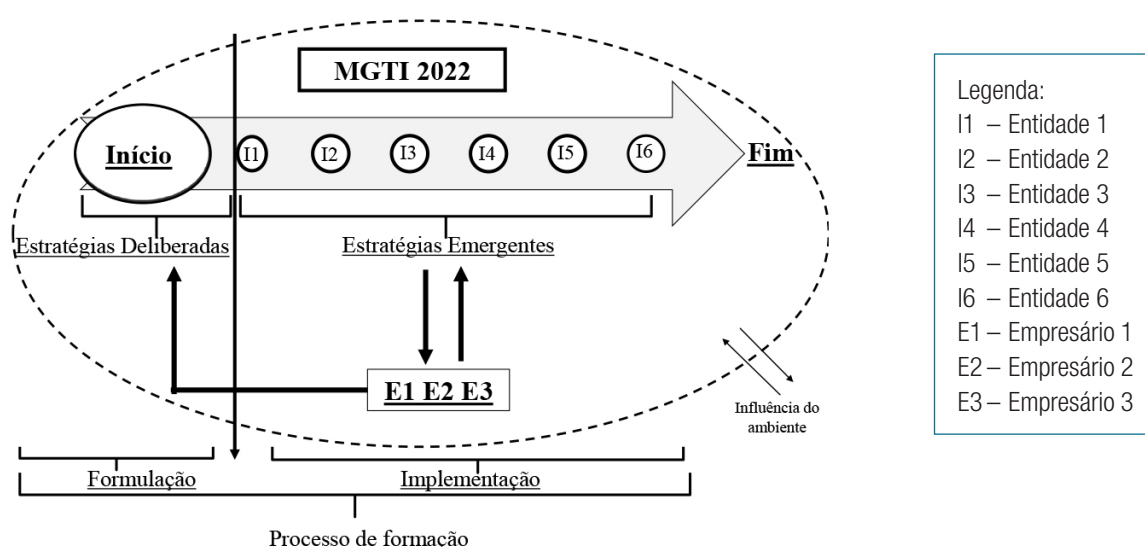 MGTI 2022
Início
I1
I2
I3
I4
I5
I6
Fim
Estratégias Deliberadas
Estratégias Emergentes
E1 E2 E3
Influência do
ambiente
Formulação
Implementação
Processo de formação
Legenda:
I1 – Entidade 1
I2 – Entidade 2
I3 – Entidade 3
I4 – Entidade 4
I5 – Entidade 5
I6 – Entidade 6
E1 – Empresário 1
E2 – Empresário 2
E3 – Empresário 3